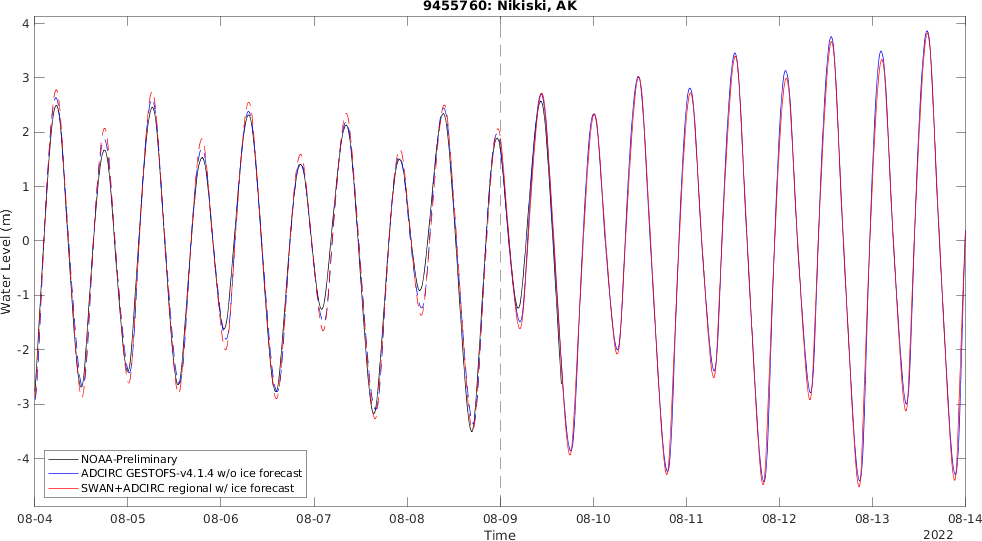 9455760: Nikiski, AK
4
3
2
1
0
-1
-2
-3
-4
Water Level (m)
NOAA-Preliminary
ADCIRC GESTOFS-v4.1.4 w/o ice forecast
SWAN+ADCIRC regional w/ ice forecast
08-04 08-05 08-06 08-07 08-08 08-09 08-10 08-11 08-12 08-13 08-14
Time
2022